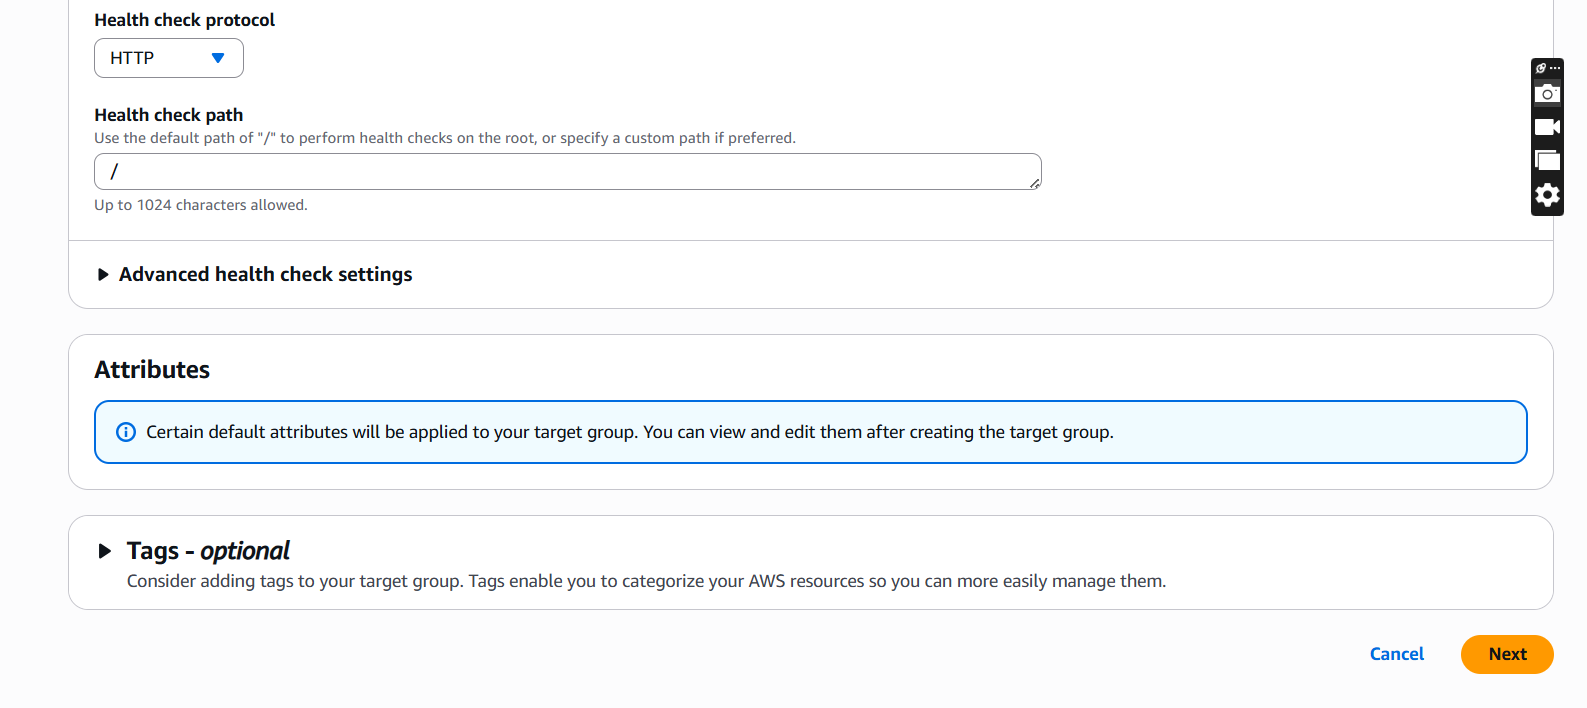 Health check protocol
HTTP
Health check path
Use the default path of "/" to perform health checks on the root, or specify a custom path if preferred.
/
Up to 1024 characters allowed.
Advanced health check settings
Attributes
Certain default attributes will be applied to your target group. You can view and edit them after creating the target group.
Tags - optional
Consider adding tags to your target group. Tags enable you to categorize your AWS resources so you can more easily manage them.
Cancel
Next